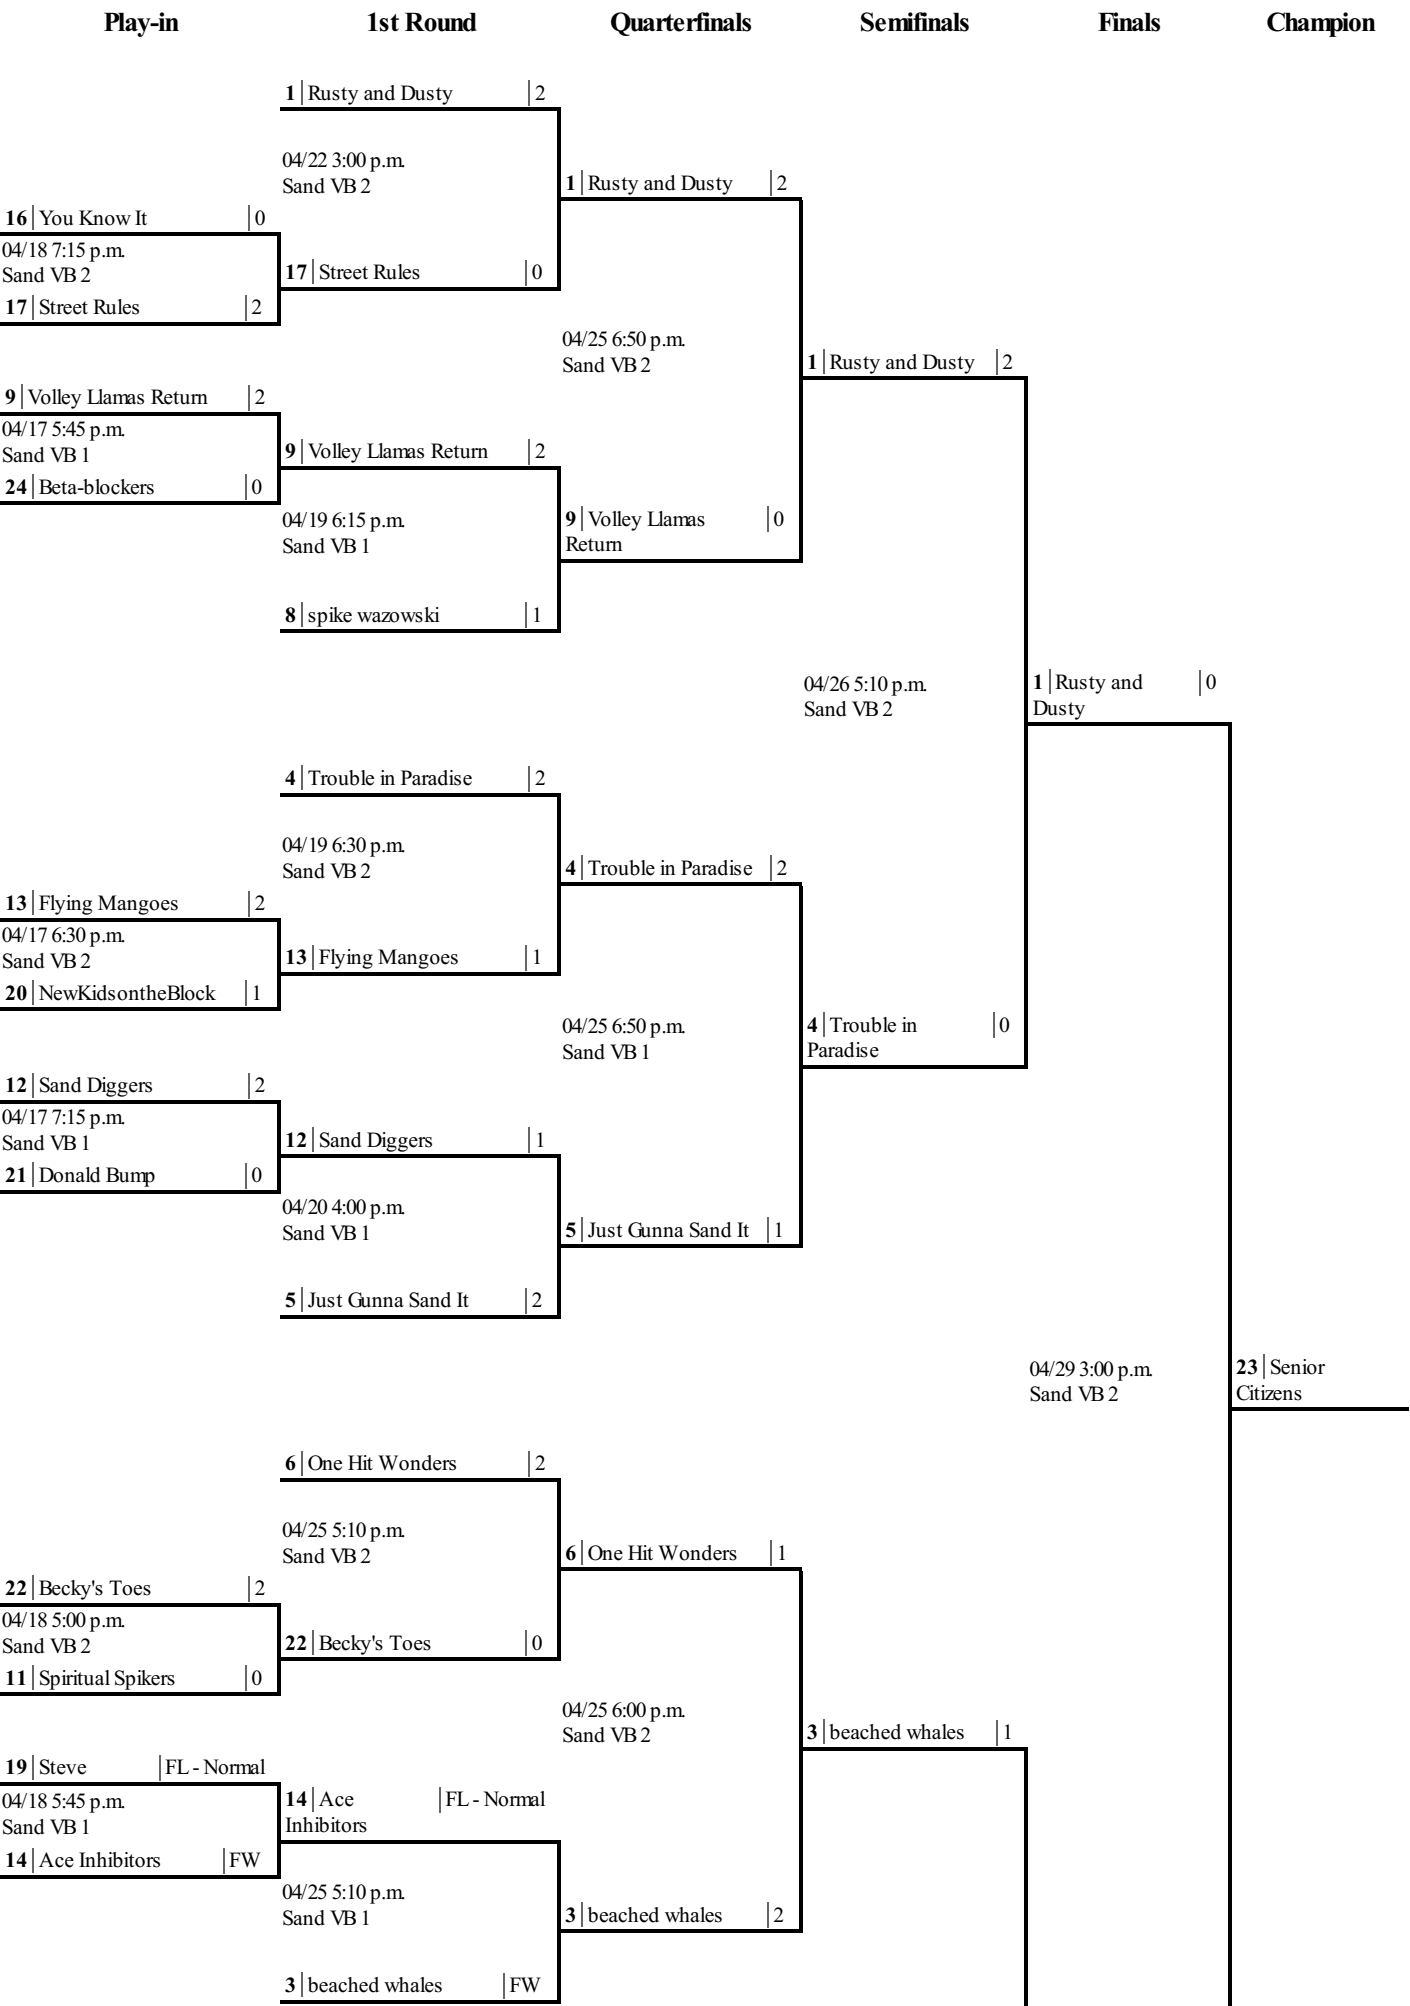 Play-in 1st Round Quarterfinals Semifinals Finals Champion
1 Rusty and Dusty 2
04/22 3:00 p.m.
Sand VB 2
1 Rusty and Dusty 2
16 You Know It 0
04/18 7:15 p.m.
Sand VB 2
17 Street Rules 0
17 Street Rules 2
04/25 6:50 p.m.
Sand VB 2
1 Rusty and Dusty 2
9 Volley Llamas Return 2
04/17 5:45 p.m.
Sand VB 1
9 Volley Llamas Return 2
24 Beta-blockers 0
04/19 6:15 p.m.
Sand VB 1
9 Volley Llamas 0
Return
8 spike wazowski 1
04/26 5:10 p.m.
Sand VB 2
1 Rusty and 0
Dusty
4 Trouble in Paradise 2
04/19 6:30 p.m.
Sand VB 2
4 Trouble in Paradise 2
13 Flying Mangoes 2
04/17 6:30 p.m.
Sand VB 2
13 Flying Mangoes 1
20 NewKidsontheBlock 1
04/25 6:50 p.m.
Sand VB 1
4 Trouble in 0
Paradise
12 Sand Diggers 2
04/17 7:15 p.m.
Sand VB 1
12 Sand Diggers 1
21 Donald Bump 0
04/20 4:00 p.m.
Sand VB 1
5 Just Gunna Sand It 1
5 Just Gunna Sand It 2
04/29 3:00 p.m.
Sand VB 2
23 Senior
Citizens
6 One Hit Wonders 2
04/25 5:10 p.m.
Sand VB 2
6 One Hit Wonders 1
22 Becky's Toes 2
04/18 5:00 p.m.
Sand VB 2
22 Becky's Toes 0
11 Spiritual Spikers 0
04/25 6:00 p.m.
Sand VB 2
3 beached whales 1
19 Steve FL - Normal
04/18 5:45 p.m.
Sand VB 1
14 Ace FL - Normal
Inhibitors
14 Ace Inhibitors FW
04/25 5:10 p.m.
Sand VB 1
3 beached whales 2
3 beached whales FW